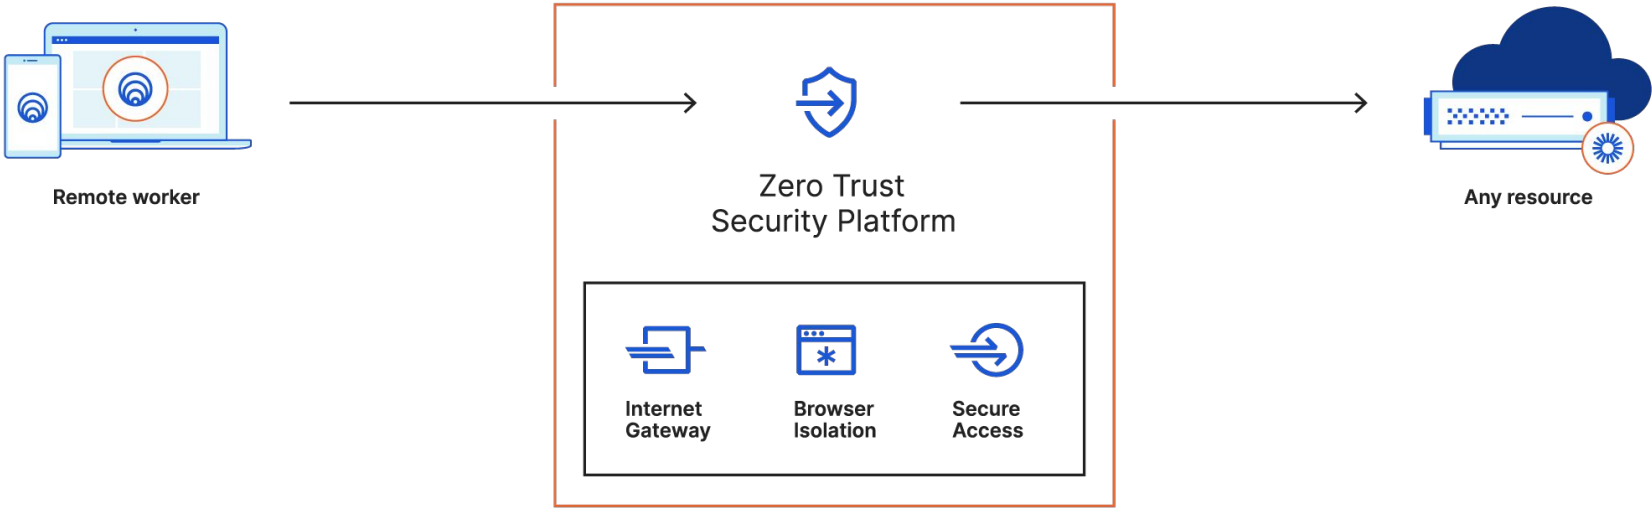 Remote worker
Zero Trust
Security Platform
Any resource
Internet
Gateway
Browser
Isolation
Secure
Access